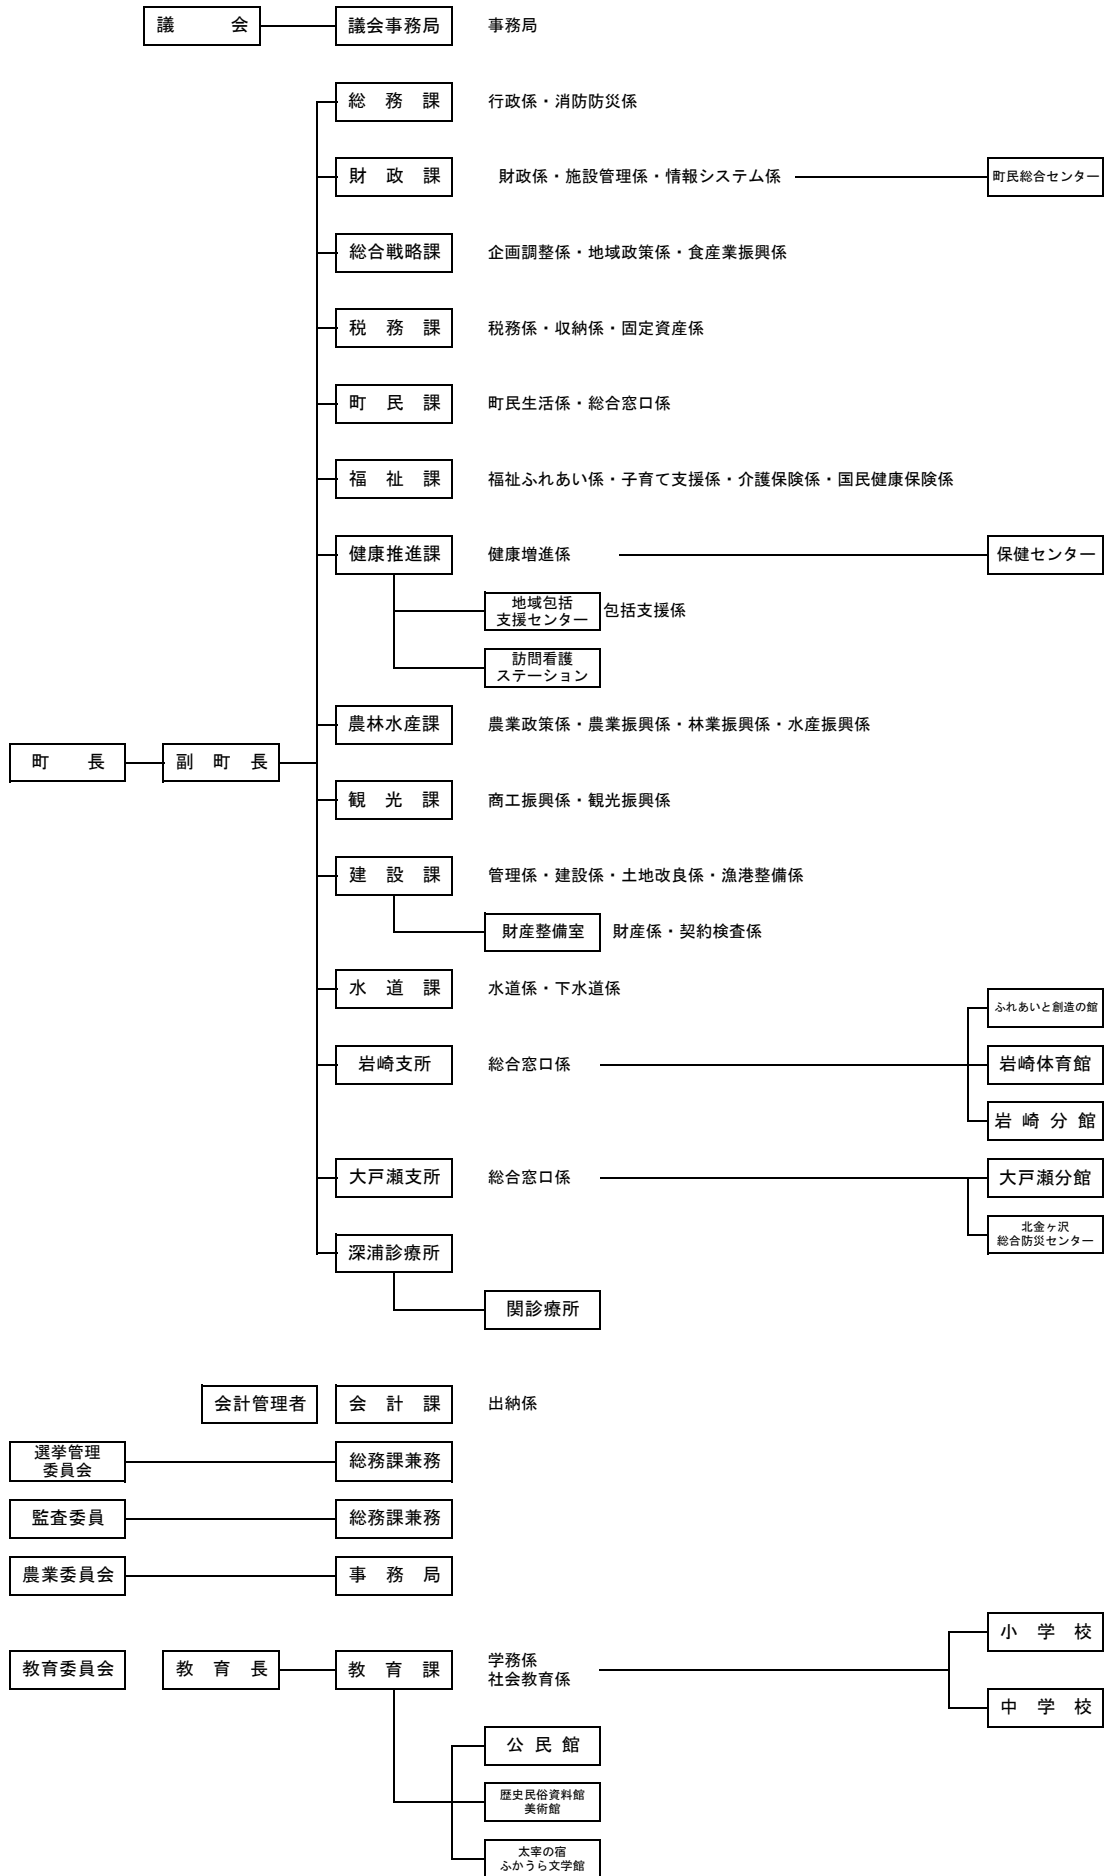 議　　会　議会事務局　事務局
総　務　課　行政係・消防防災係
財　政　課　財政係・施設管理係・情報システム係　町民総合センター
総合戦略課　企画調整係・地域政策係・食産業振興係
税　務　課　税務係・収納係・固定資産係
町　民　課　町民生活係・総合窓口係
福　祉　課　福祉ふれあい係・子育て支援係・介護保険係・国民健康保険係
健康推進課　健康増進係　保健センター
地域包括
支援センター　包括支援係
訪問看護
ステーション
農林水産課　農業政策係・農業振興係・林業振興係・水産振興係
町　　長　副　町　長
観　光　課　商工振興係・観光振興係
建　設　課　管理係・建設係・土地改良係・漁港整備係
財産整備室　財産係・契約検査係
水　道　課　水道係・下水道係
ふれあいと創造の館
岩崎支所　総合窓口係　岩崎体育館
岩　崎　分　館
大戸瀬支所　総合窓口係　大戸瀬分館
北金ヶ沢
総合防災センター
深浦診療所
関診療所
会計管理者　会　計　課　出納係
選挙管理
委員会　総務課兼務
監査委員　総務課兼務
農業委員会　事　務　局
小　学　校
教育委員会　教　育　長　教　育　課　学務係
社会教育係
中　学　校
公　民　館
歴史民俗資料館
美術館
太宰の宿
ふかうら文学館